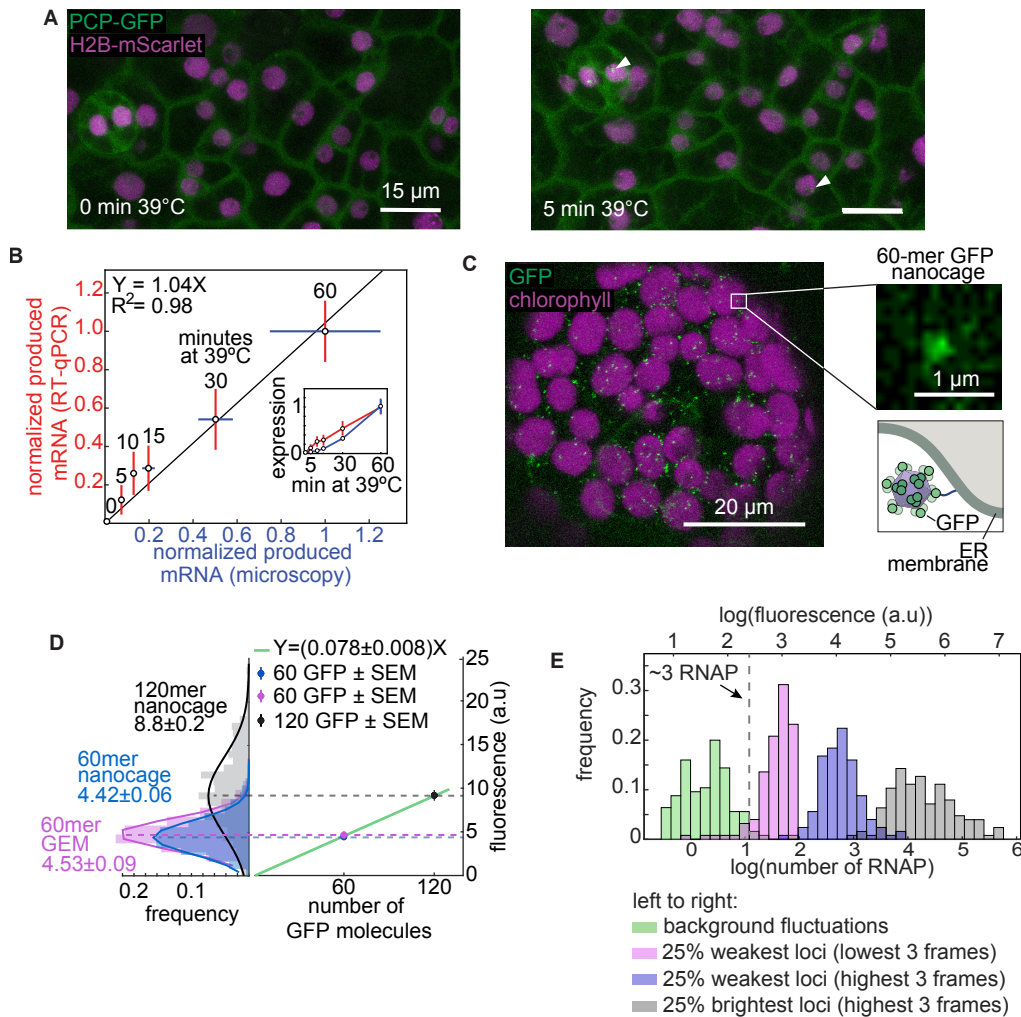 A
PCP-GFP
H2B-mScarlet
0 min 39°C
15 µm
5 min 39°C
B
Y = 1.04X
R²= 0.98
minutes
at 39ºC
0
5
10
15
30
60
1.2
1.0
0.8
0.6
0.4
0.2
normalized produced
mRNA (RT-qPCR)
0.2
0.4
0.6
0.8
1
1.2
normalized produced
mRNA (microscopy)
expression
1
0
5
30
60
min at 39ºC
C
GFP
chlorophyll
20 µm
60-mer GFP
nanocage
1 µm
GFP
ER
membrane
D
120mer
nanocage
8.8±0.2
60mer
nanocage
4.42±0.06
60mer
GEM
4.53±0.09
0.2
0.1
frequency
Y=(0.078±0.008)X
60 GFP ± SEM
60 GFP ± SEM
120 GFP ± SEM
60
120
number of
GFP molecules
25
20
15
10
5
0
fluorescence (a.u)
E
log(fluorescence (a.u))
1
2
3
4
5
6
7
~3 RNAP
0.3
0.2
0.1
0
frequency
0
1
2
3
4
5
6
log(number of RNAP)
left to right:
background fluctuations
25% weakest loci (lowest 3 frames)
25% weakest loci (highest 3 frames)
25% brightest loci (highest 3 frames)